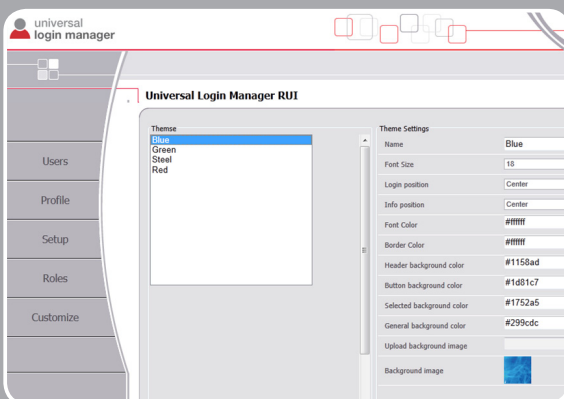 universal
login manager
Universal Login Manager RUI
Users
Profile
Setup
Roles
Customize
Themse
Blue
Green
Steel
Red
Theme Settings
Name Blue
Font Size 18
Login position Center
Info position Center
Font Color #ffffff
Border Color #ffffff
Header background color #1158ad
Button background color #1d81c7
Selected background color #1752a5
General background color #299cdc
Upload background image
Background image